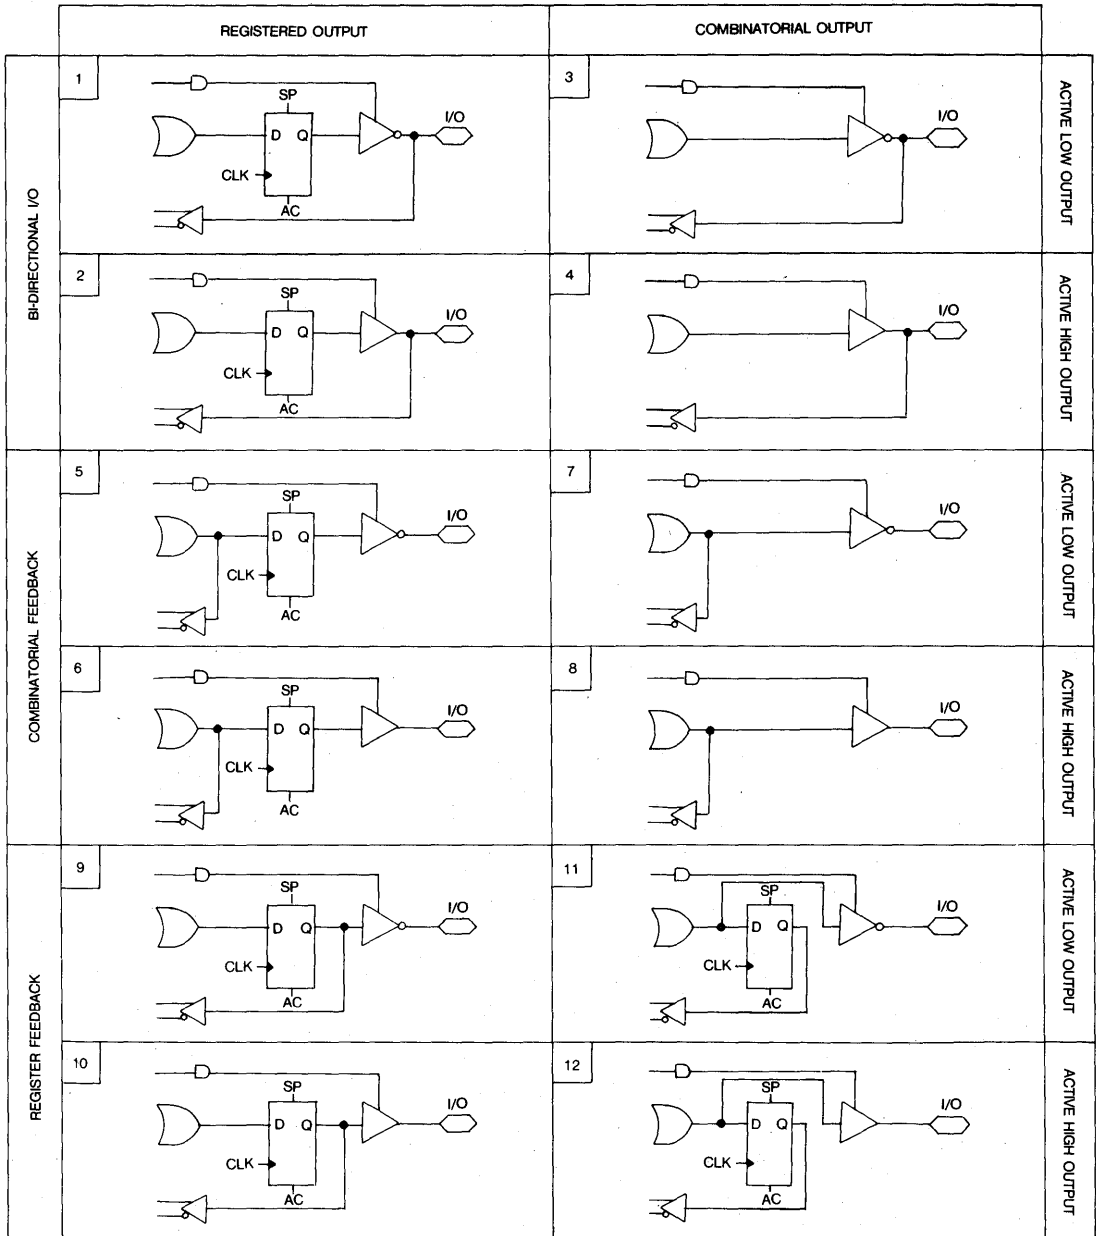 REGISTERED OUTPUT
COMBINATORIAL OUTPUT
BI-DIRECTIONAL I/O
1
SP
I/O
D Q
CLK
AC
3
I/O
ACTIVE LOW OUTPUT
2
SP
I/O
D Q
CLK
AC
4
I/O
ACTIVE HIGH OUTPUT
COMBINATORIAL FEEDBACK
5
SP
I/O
D Q
CLK
AC
7
I/O
ACTIVE LOW OUTPUT
6
SP
I/O
D Q
CLK
AC
8
I/O
ACTIVE HIGH OUTPUT
REGISTER FEEDBACK
9
SP
I/O
D Q
CLK
AC
11
SP
I/O
D Q
CLK
AC
ACTIVE LOW OUTPUT
10
SP
I/O
D Q
CLK
AC
12
SP
I/O
D Q
CLK
AC
ACTIVE HIGH OUTPUT